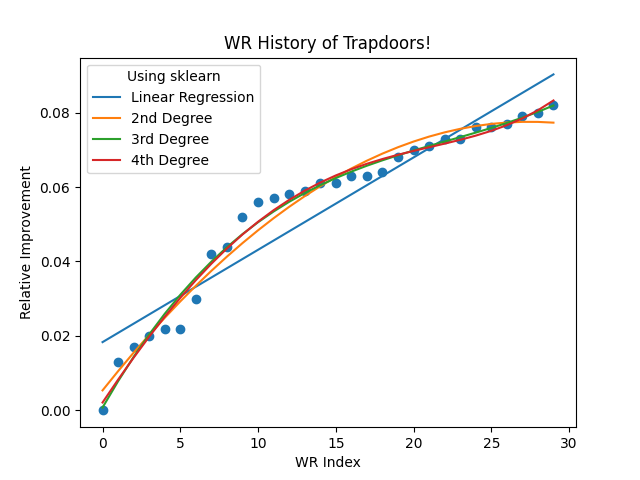 WR History of Trapdoors!
Using sklearn
Linear Regression
2nd Degree
3rd Degree
4th Degree
Relative Improvement
0.08
0.06
0.04
0.02
0.00
0 5 10 15 20 25 30
WR Index